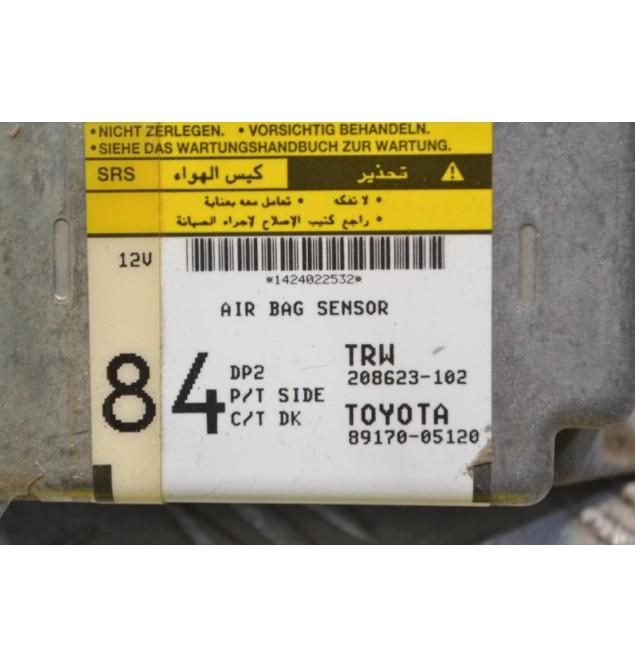 • NICHT ZERLEGEN. • VORSICHTIG BEHANDELN.
• SIEHE DAS WARTUNGSHANDBUCH ZUR WARTUNG.
SRS كيس الهواء تحذير
• لا تفكه • تعامل معه بعناية
• راجع كتيب الإصلاح لاجراء الصيانة
12V
*1424022532*
AIR BAG SENSOR
84
DP2
P/T SIDE
C/T DK
TRW
208623-102
TOYOTA
89170-05120